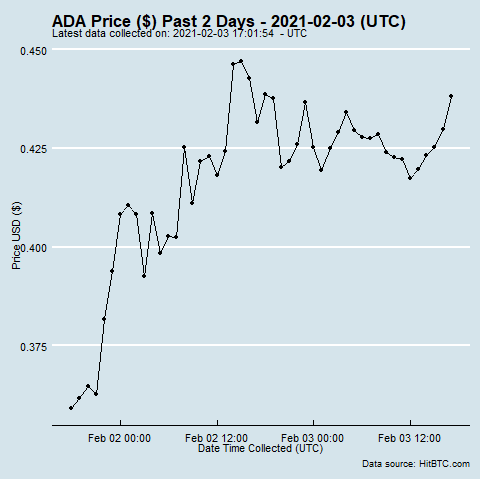 ADA Price ($) Past 2 Days - 2021-02-03 (UTC)
Latest data collected on: 2021-02-03 17:01:54  - UTC
0.450
0.425
0.400
0.375
Price USD ($)
Feb 02 00:00
Feb 02 12:00
Feb 03 00:00
Feb 03 12:00
Date Time Collected (UTC)
Data source: HitBTC.com